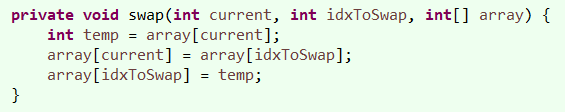 private void swap(int current, int idxToSwap, int[] array) {
    int temp = array[current];
    array[current] = array[idxToSwap];
    array[idxToSwap] = temp;
}